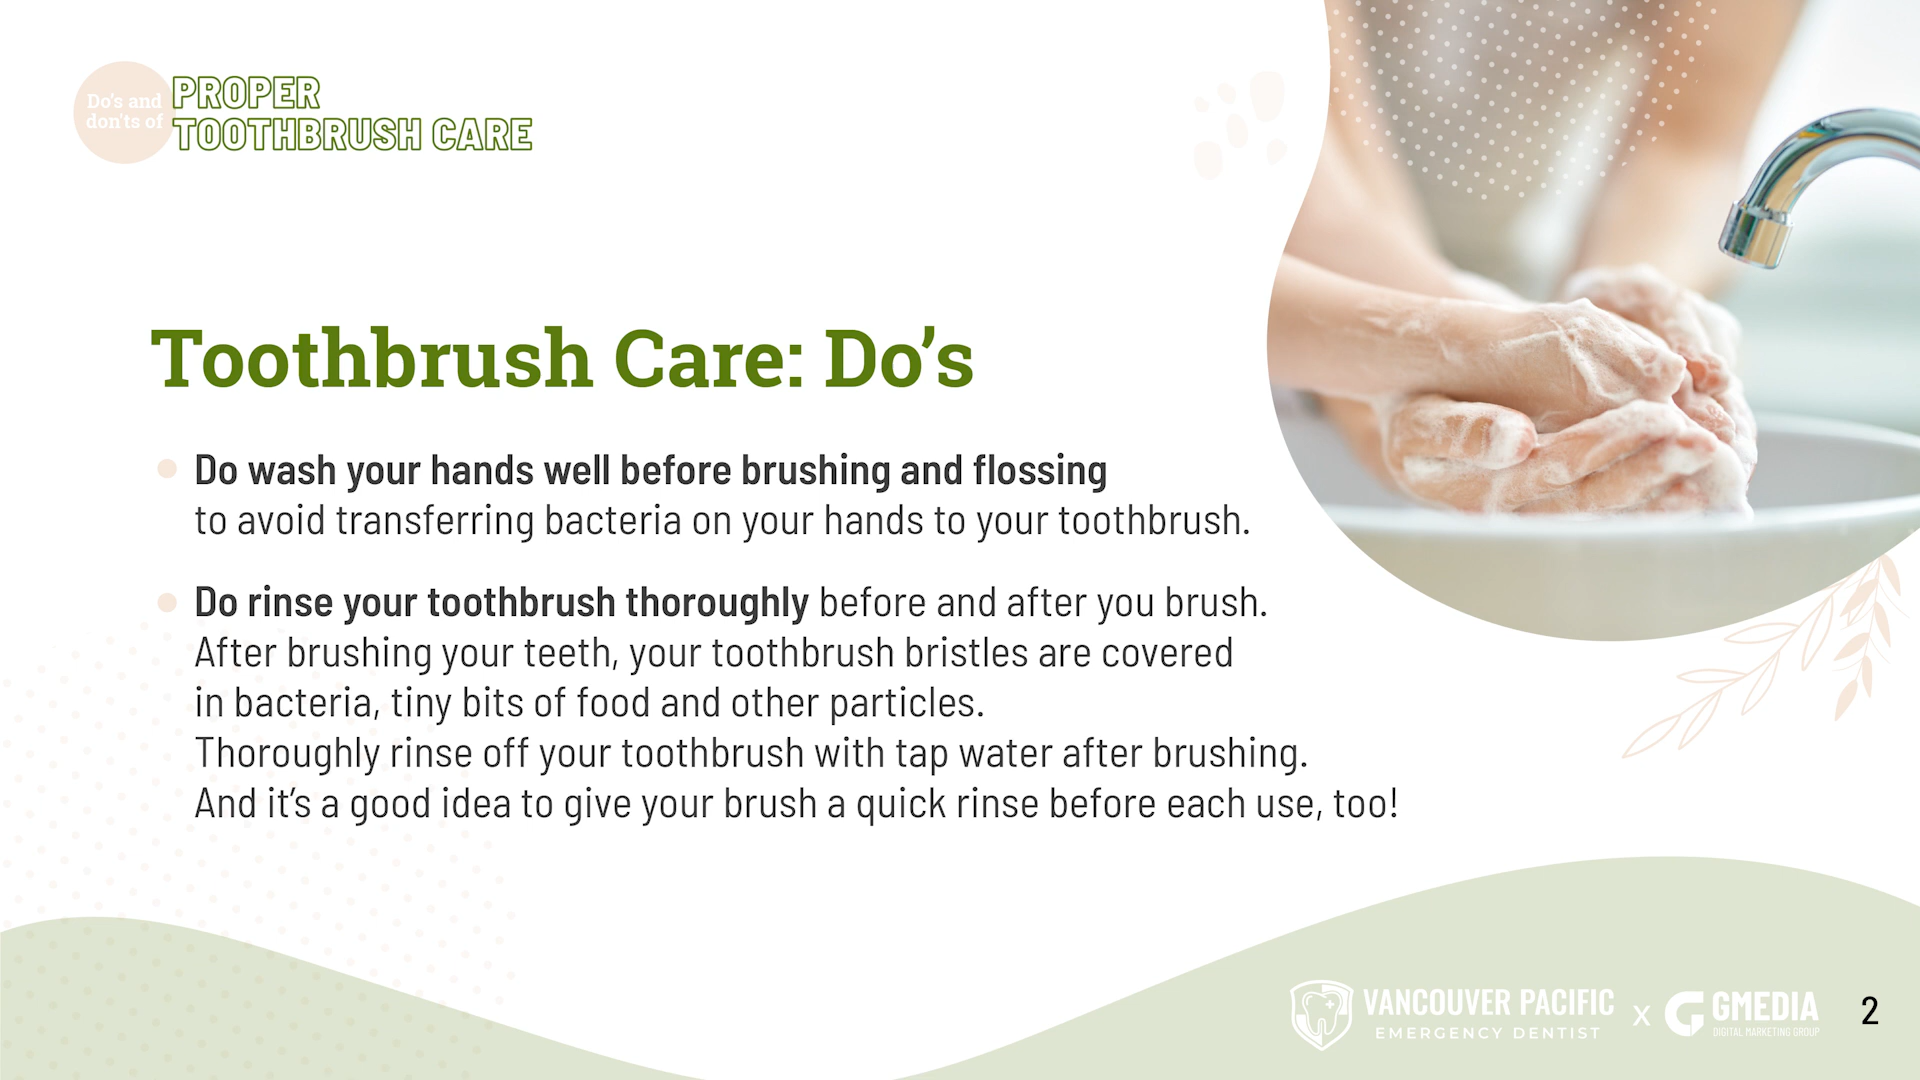 Do's and
don'ts of
PROPER
TOOTHBRUSH CARE
Toothbrush Care: Do’s
Do wash your hands well before brushing and flossing
to avoid transferring bacteria on your hands to your toothbrush.
Do rinse your toothbrush thoroughly before and after you brush.
After brushing your teeth, your toothbrush bristles are covered
in bacteria, tiny bits of food and other particles.
Thoroughly rinse off your toothbrush with tap water after brushing.
And it’s a good idea to give your brush a quick rinse before each use, too!
VANCOUVER PACIFIC
EMERGENCY DENTIST
X
GMEDIA
DIGITAL MARKETING GROUP
2